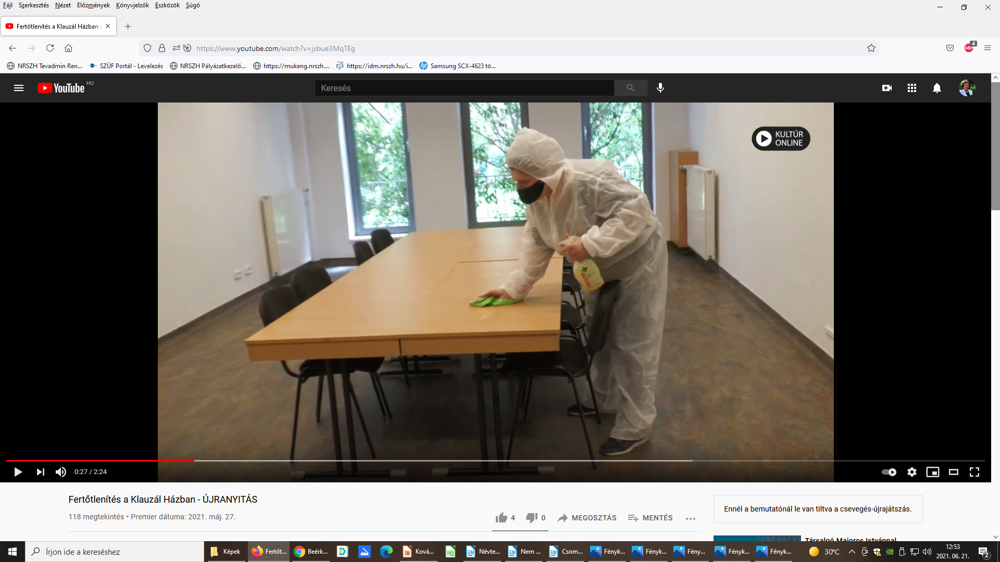 Fájl Szerkesztés Nézet Előzmények Könyvjelzők Eszközök Súgó
Fertőtlenítés a Klauzál Házban -
https://www.youtube.com/watch?v=jxbue3MqTEg
4
ABP
NRSZH Tevadmin Ren... SZÜF Portál - Levelezés NRSZH Pályázatkezelő... https://mukeng.nrszh.... https://idm.nrszh.hu/i... Samsung SCX-4623 tö...
YouTube HU
Keresés
KULTÚR
ONLINE
0:27 / 2:24
Fertőtlenítés a Klauzál Házban - ÚJRANYITÁS
118 megtekintés • Premier dátuma: 2021. máj. 27.
4 0 MEGOSZTÁS MENTÉS
Ennél a bemutatónál le van tiltva a csevegés-újrajátszás.
Társalgó Majoros Istvánnal
Írjon ide a kereséshez
Képek Fertőt... Beérk... Ková... Névte... Nem ... Csom... Fényk... Fényk... Fény... Fényk... Fényk...
30°C
12:53
2021. 06. 21.
2